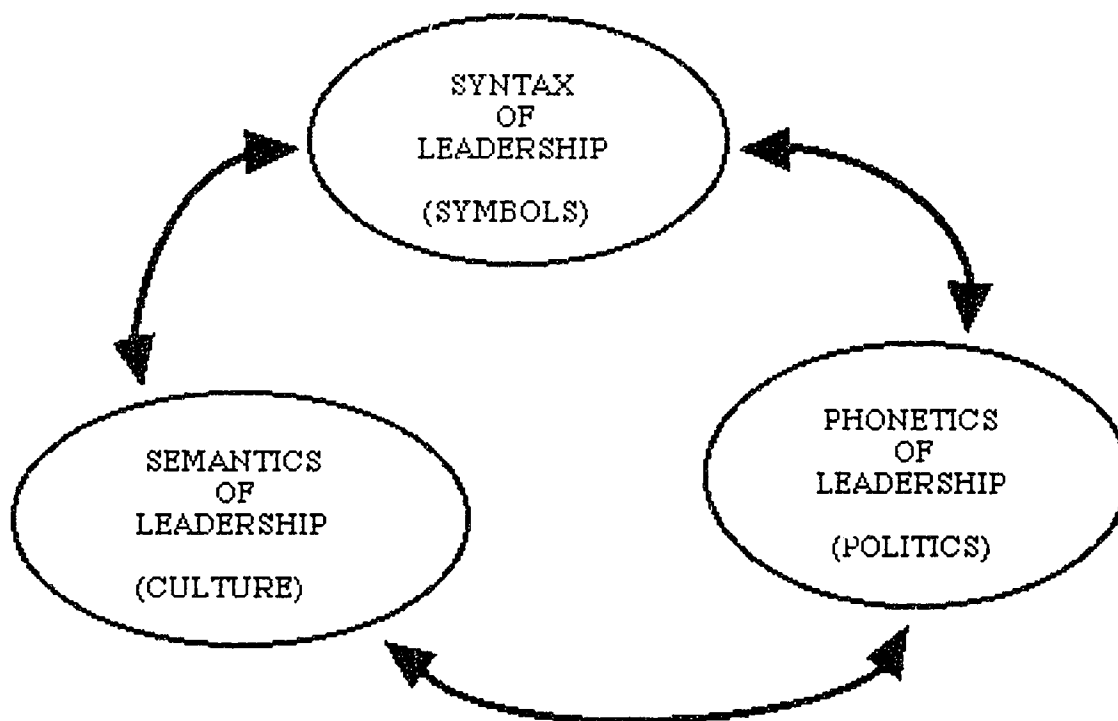 SYNTAX
OF
LEADERSHIP
(SYMBOLS)
SEMANTICS
OF
LEADERSHIP
(CULTURE)
PHONETICS
OF
LEADERSHIP
(POLITICS)